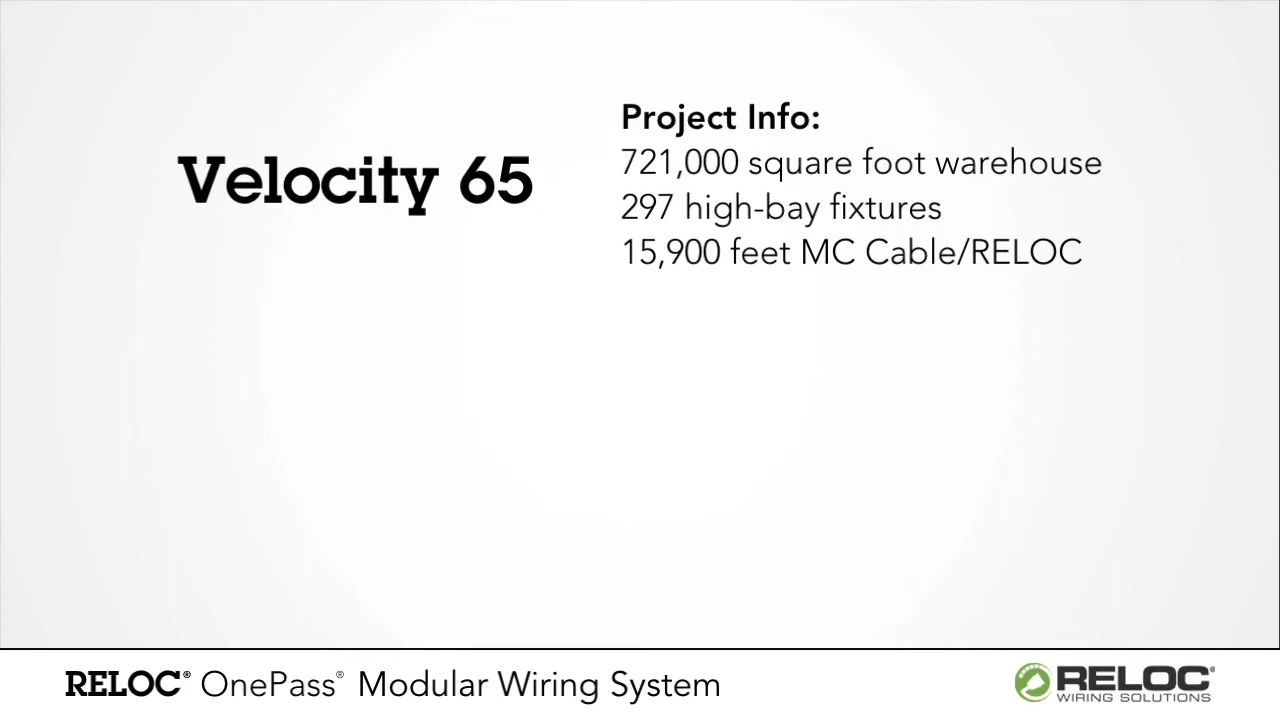 Velocity 65
Project Info:
721,000 square foot warehouse
297 high-bay fixtures
15,900 feet MC Cable/RELOC
RELOC® OnePass® Modular Wiring System
RELOC®
WIRING SOLUTIONS